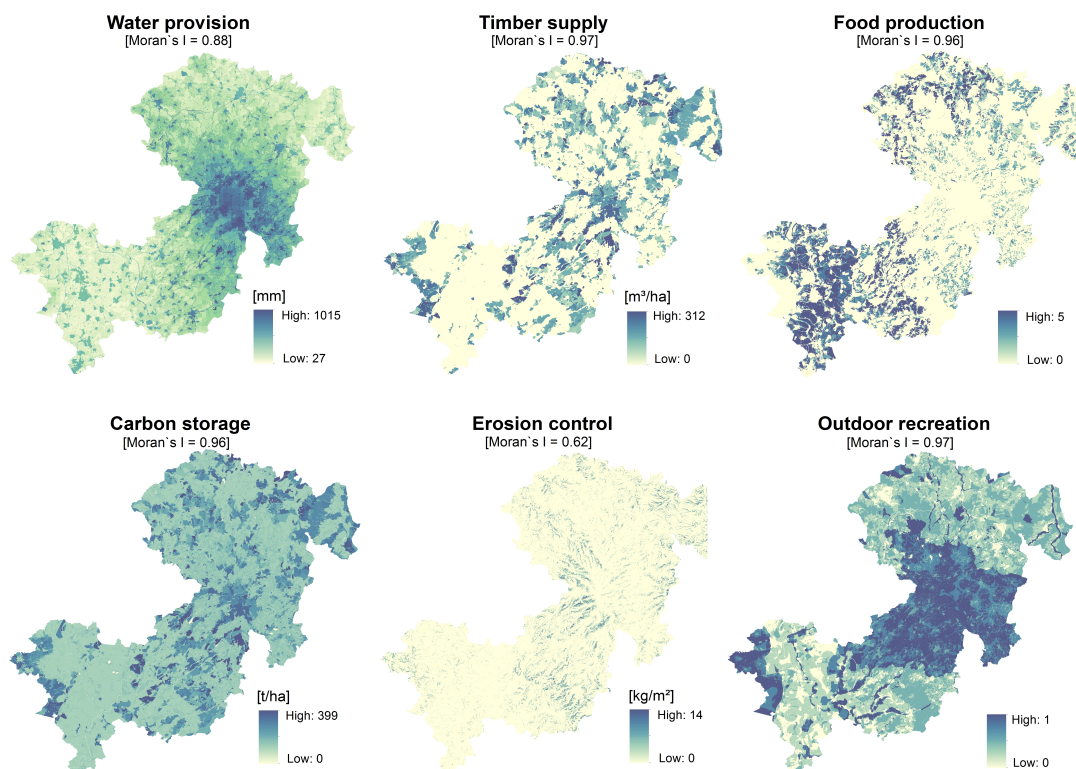 Water provision
[Moran`s I = 0.88]
Timber supply
[Moran`s I = 0.97]
Food production
[Moran`s I = 0.96]
[mm]
High: 1015
Low: 27
[m³/ha]
High: 312
Low: 0
High: 5
Low: 0
Carbon storage
[Moran`s I = 0.96]
Erosion control
[Moran`s I = 0.62]
Outdoor recreation
[Moran`s I = 0.97]
[t/ha]
High: 399
Low: 0
[kg/m²]
High: 14
Low: 0
High: 1
Low: 0